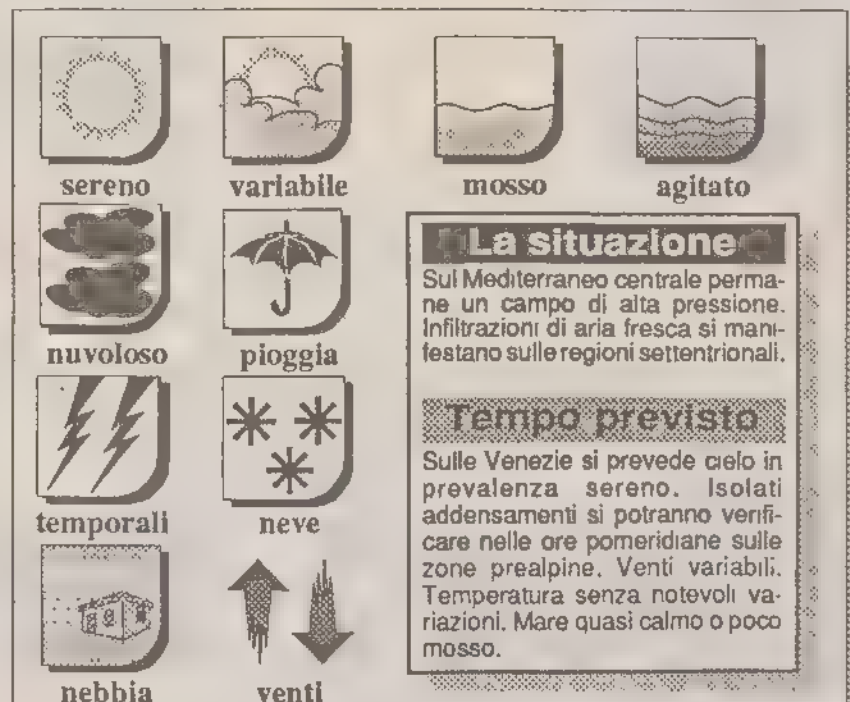 sereno variabile mosso agitato
nuvoloso pioggia
temporali neve
nebbia venti
La situazione
Sul Mediterraneo centrale perma-
ne un campo di alta pressione.
Infiltrazioni di aria fresca si mani-
festano sulle regioni settentrionali.
Tempo previsto
Sulle Venezie si prevede cielo in
prevalenza sereno. Isolati
addensamenti si potranno verifi-
care nelle ore pomeridiane sulle
zone prealpine. Venti variabili.
Temperatura senza notevoli va-
riazioni. Mare quasi calmo o poco
mosso.